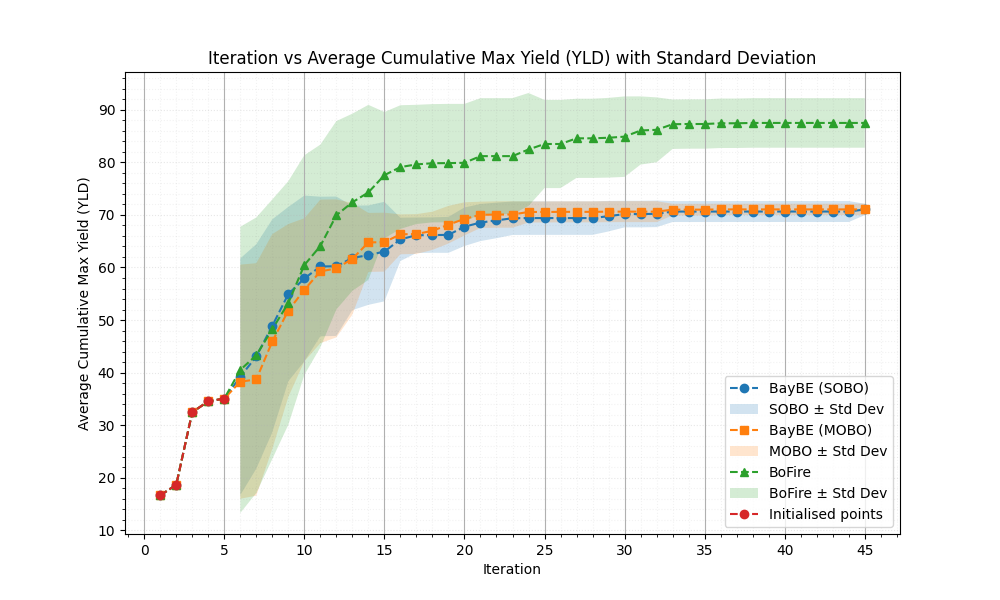 Iteration vs Average Cumulative Max Yield (YLD) with Standard Deviation
Average Cumulative Max Yield (YLD)
90
80
70
60
50
40
30
20
10
0 5 10 15 20 25 30 35 40 45
Iteration
BayBE (SOBO)
SOBO ± Std Dev
BayBE (MOBO)
MOBO ± Std Dev
BoFire
BoFire ± Std Dev
Initialised points